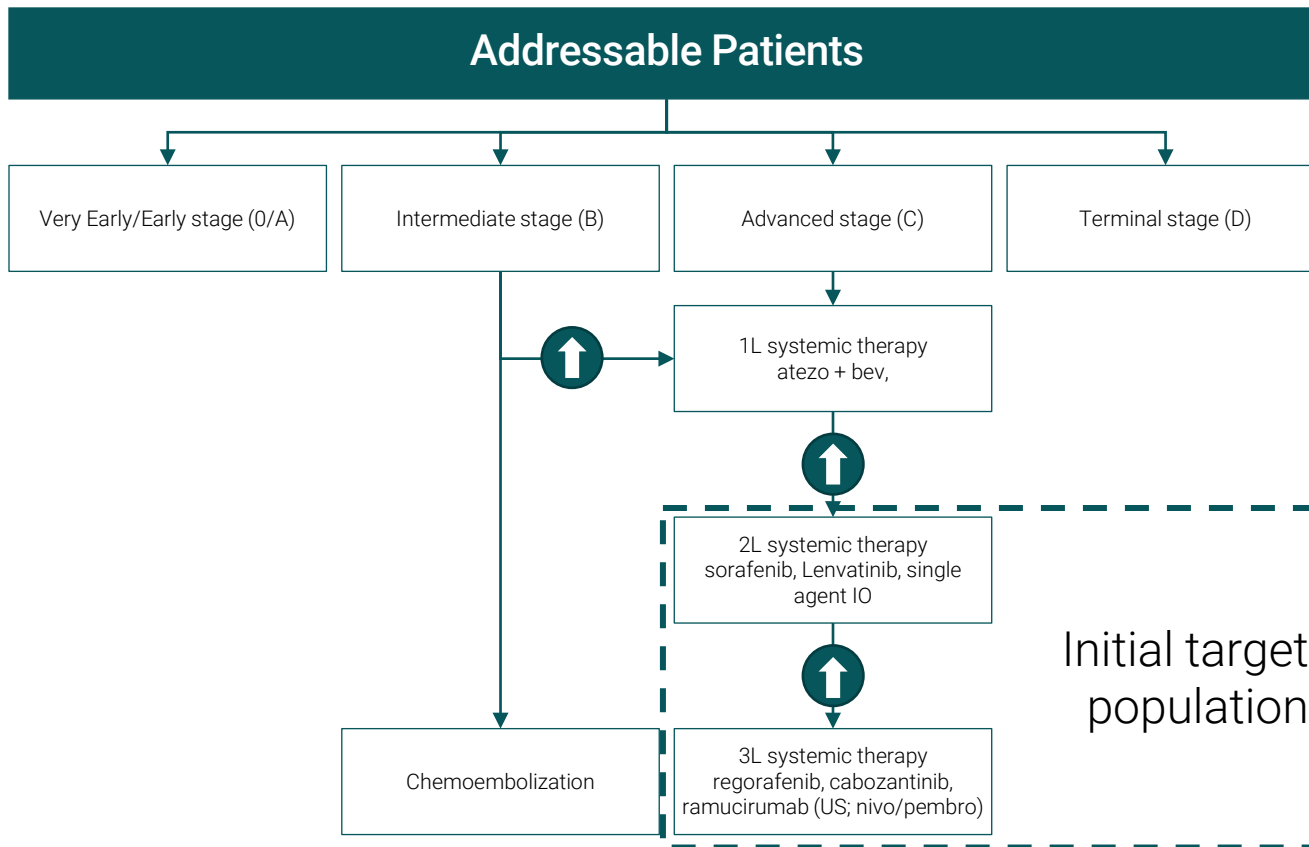 Addressable Patients
Very Early/Early stage (0/A)
Intermediate stage (B)
Advanced stage (C)
Terminal stage (D)
1L systemic therapy
atezo + bev,
2L systemic therapy
sorafenib, Lenvatinib, single
agent IO
Initial target
population
Chemoembolization
3L systemic therapy
regorafenib, cabozantinib,
ramucirumab (US; nivo/pembro)